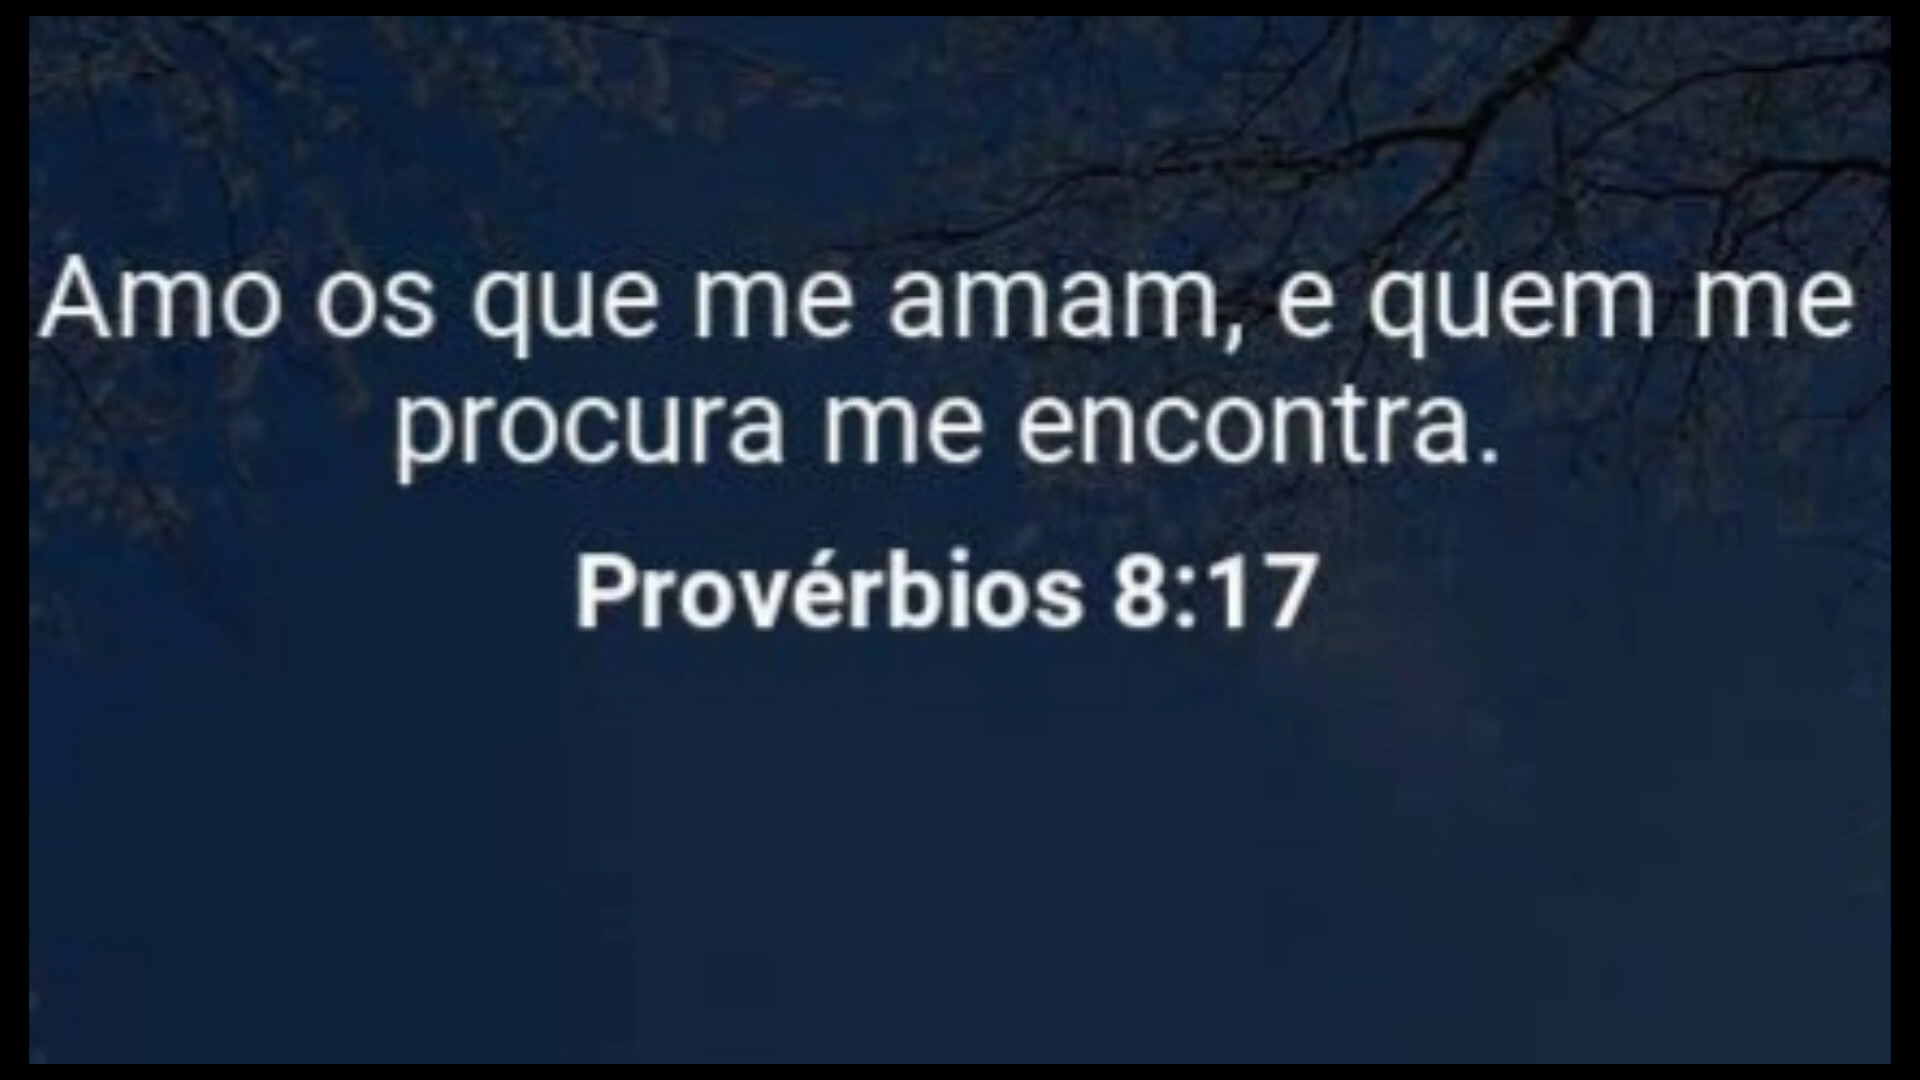 Amo os que me amam, e quem me
procura me encontra.
Provérbios 8:17